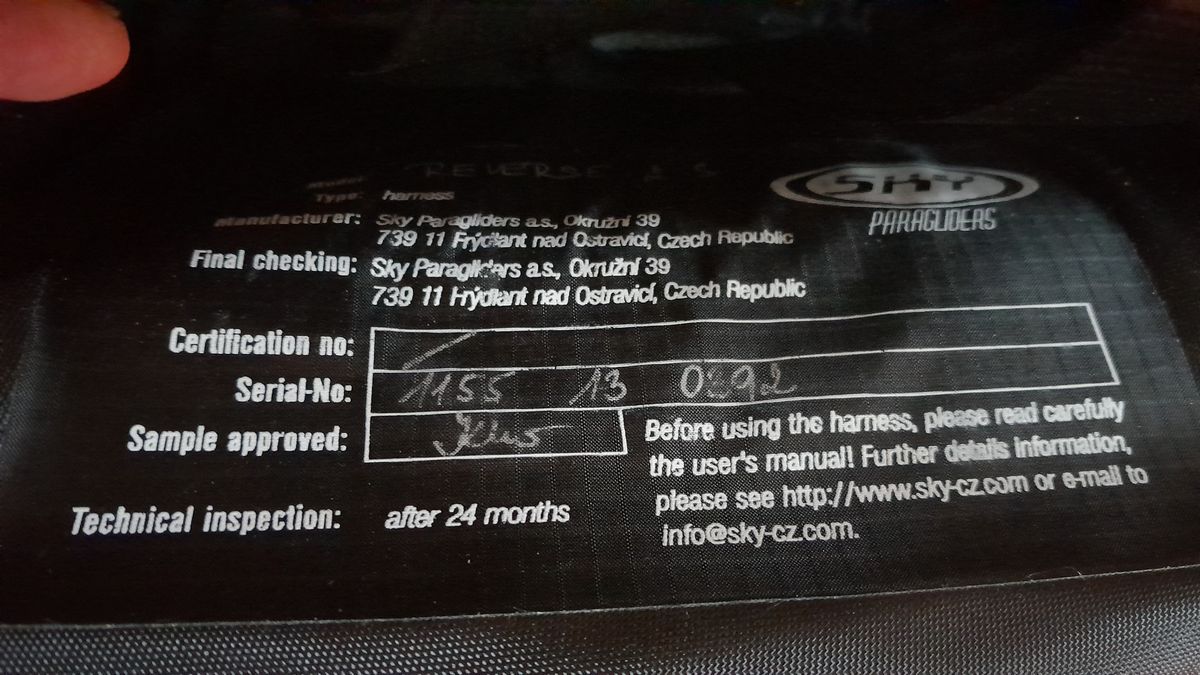 Model: REVERSE 2 S
Type: harness
SKY
PARAGLIDERS
Manufacturer: Sky Paragliders a.s., Okružní 39
739 11 Frýdlant nad Ostravicí, Czech Republic
Final checking: Sky Paragliders a.s., Okružní 39
739 11 Frýdlant nad Ostravicí, Czech Republic
Certification no: /
Serial-No: 1155 13 0392
Sample approved:
Technical inspection: after 24 months
Before using the harness, please read carefully
the user's manual! Further details information,
please see http://www.sky-cz.com or e-mail to
info@sky-cz.com.